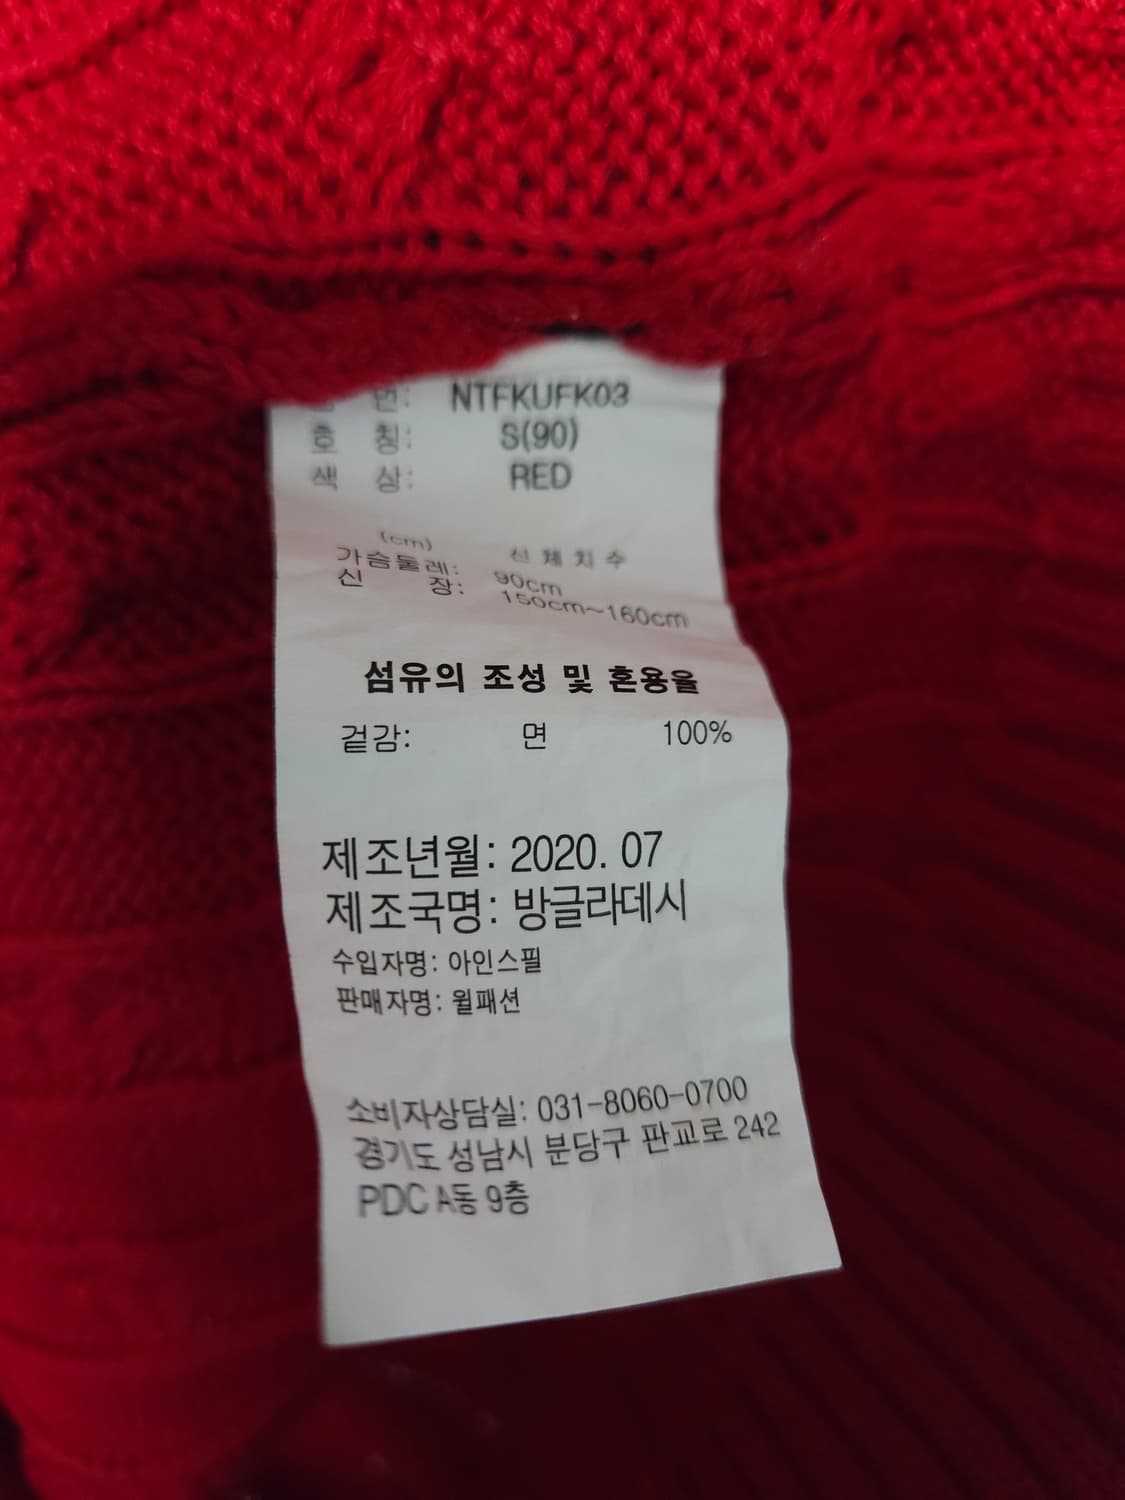 번: NTFKUFK03
호 칭: S(90)
색 상: RED
(cm) 신체치수
가슴둘레: 90cm
신 장: 150cm~160cm
섬유의 조성 및 혼용율
겉감: 면 100%
제조년월: 2020. 07
제조국명: 방글라데시
수입자명: 아인스필
판매자명: 월패션
소비자상담실: 031-8060-0700
경기도 성남시 분당구 판교로 242
PDC A동 9층